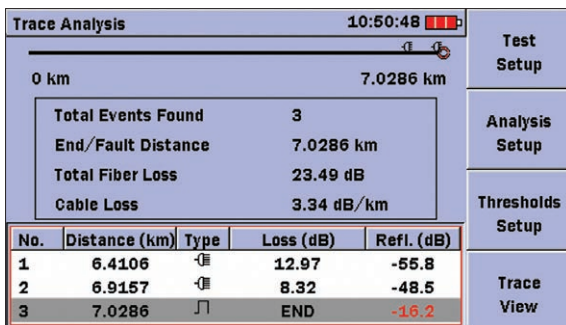 Trace Analysis 10:50:48
0 km 7.0286 km
Total Events Found 3
End/Fault Distance 7.0286 km
Total Fiber Loss 23.49 dB
Cable Loss 3.34 dB/km
No. Distance (km) Type Loss (dB) Refl. (dB)
1 6.4106 12.97 -55.8
2 6.9157 8.32 -48.5
3 7.0286 END -16.2
Test
Setup
Analysis
Setup
Thresholds
Setup
Trace
View